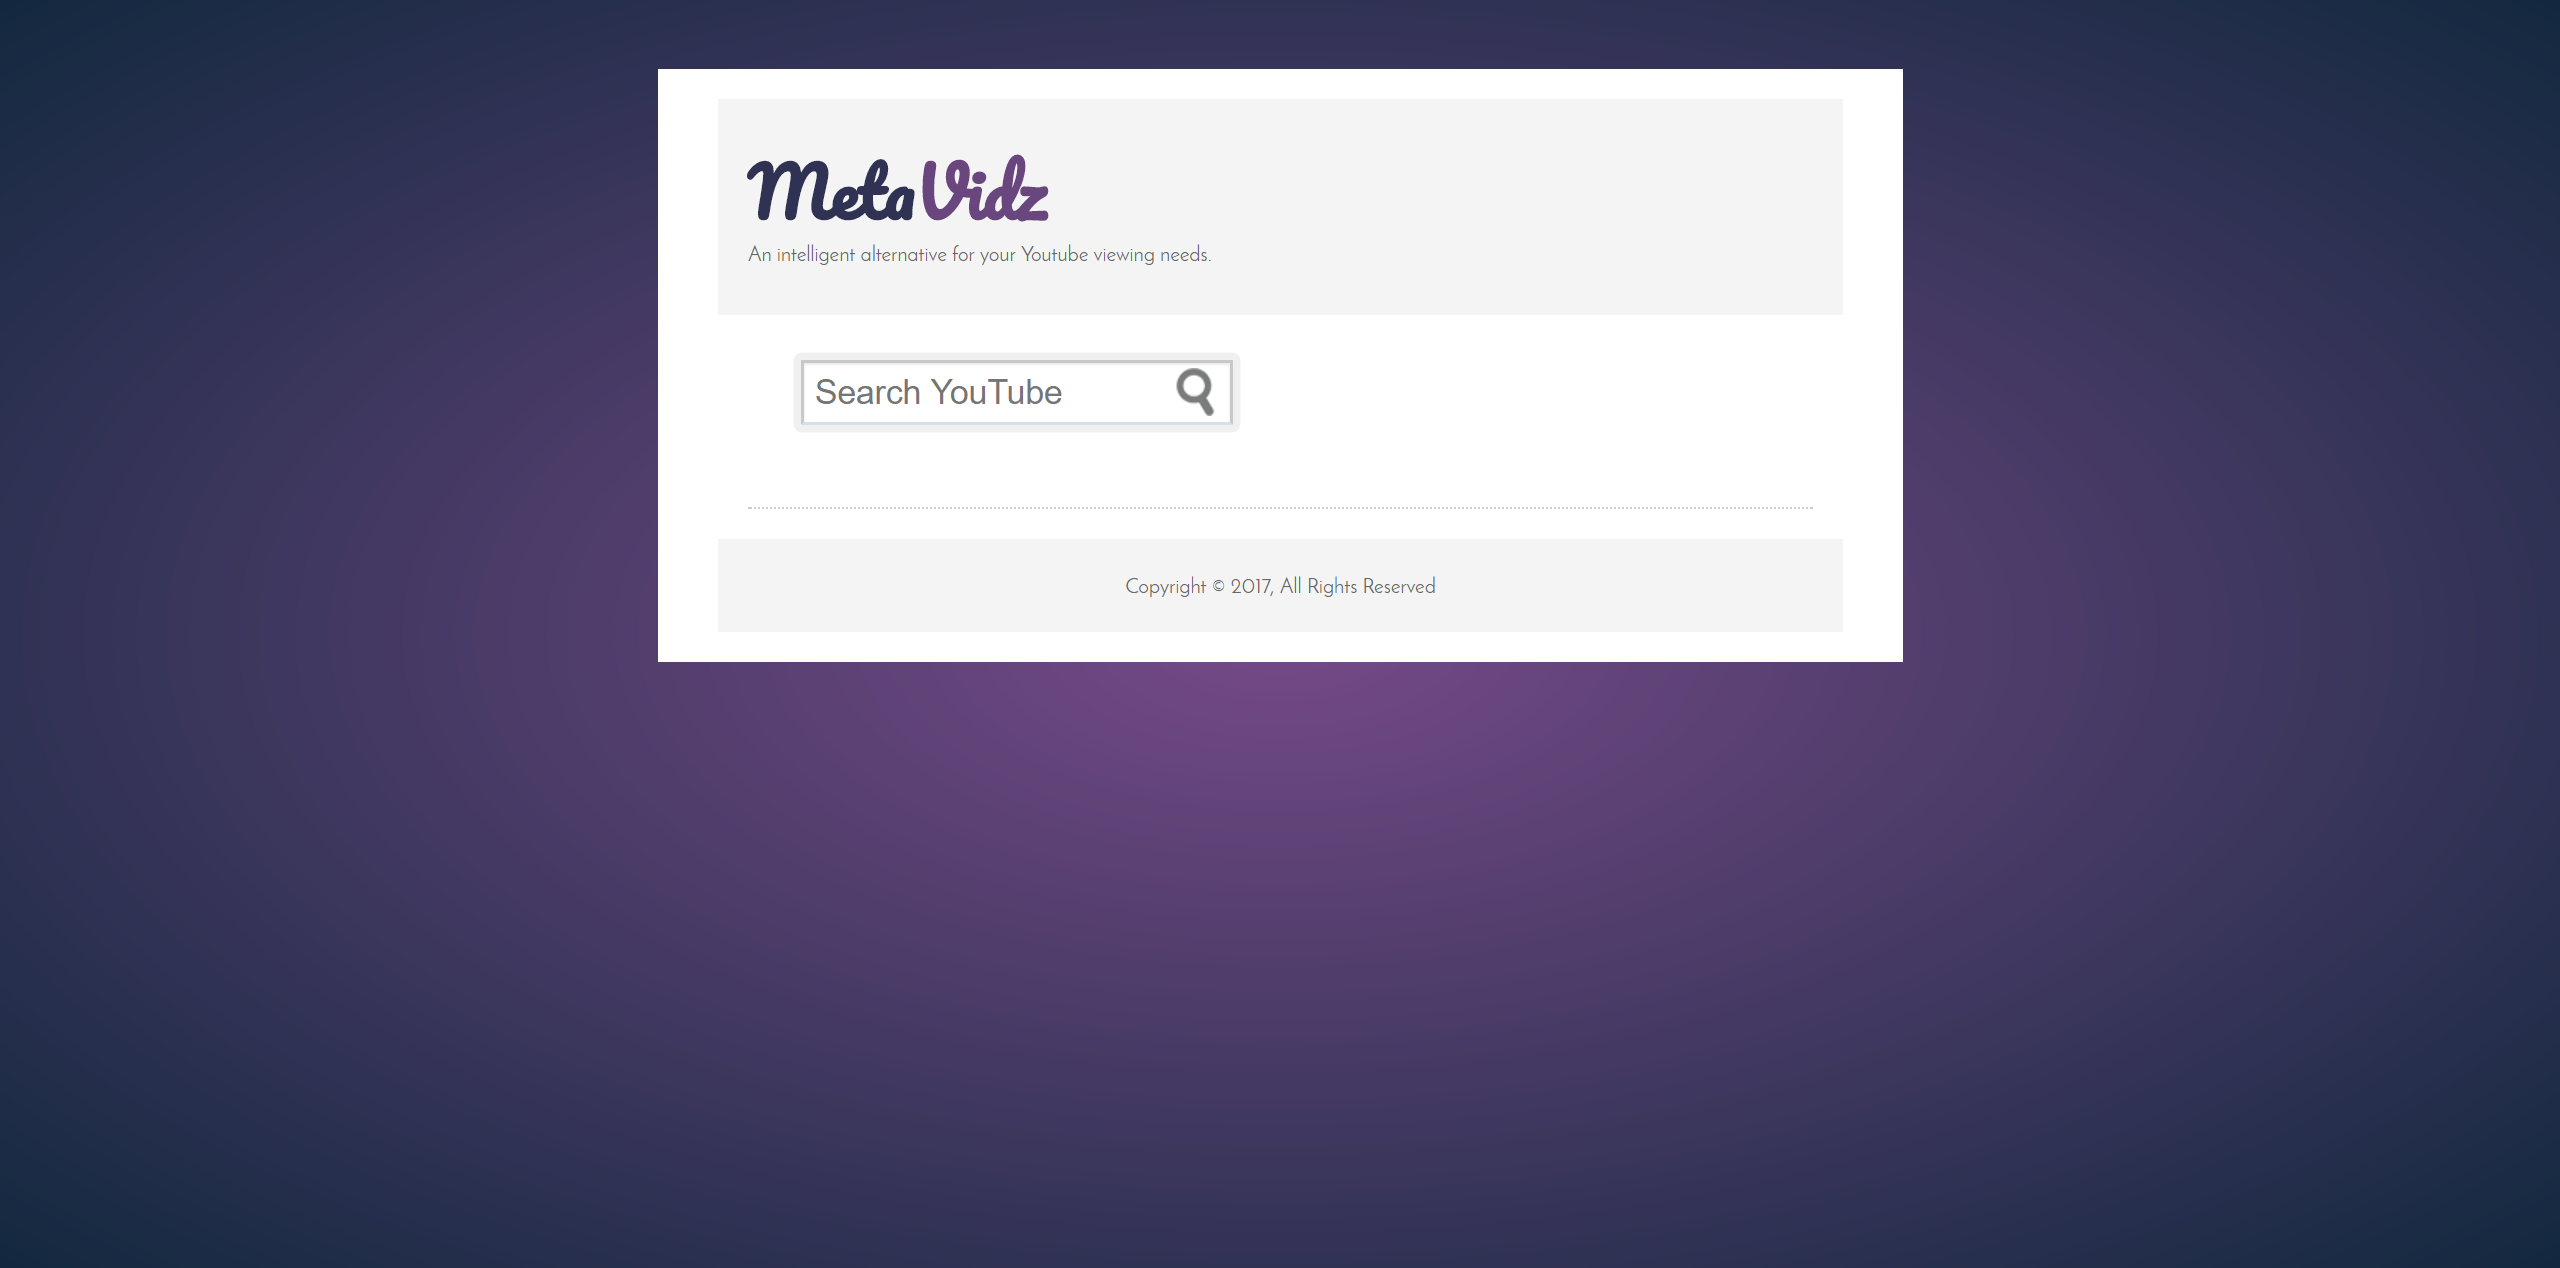 MetaVidz
An intelligent alternative for your Youtube viewing needs.
Search YouTube
Copyright © 2017, All Rights Reserved